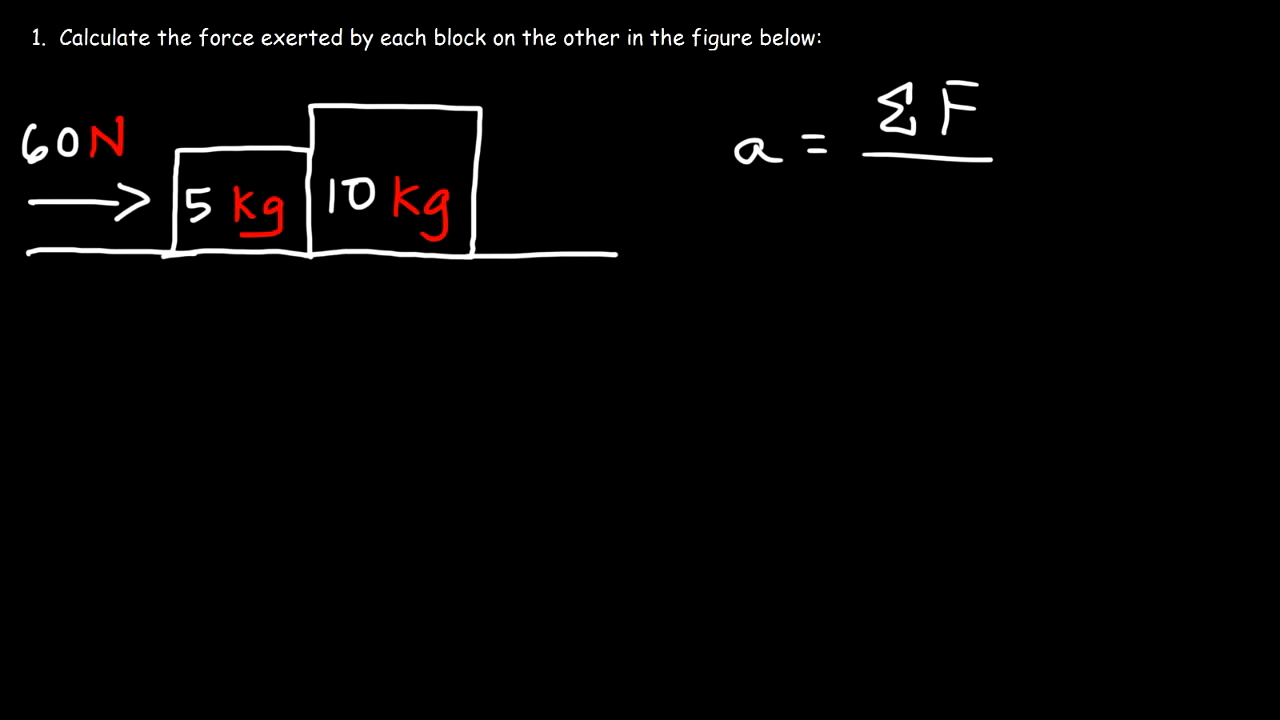 1. Calculate the force exerted by each block on the other in the figure below:
60N
5 kg
10 kg
a = ΣF